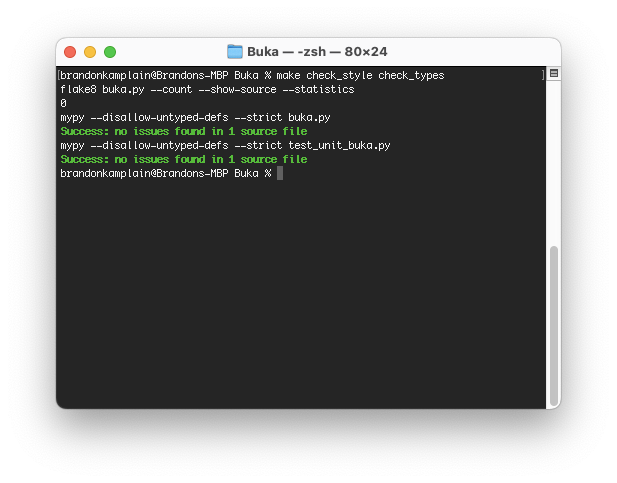 Buka — -zsh — 80×24
[brandonkamplain@Brandons-MBP Buka % make check_style check_types ]
flake8 buka.py --count --show-source --statistics
0
mypy --disallow-untyped-defs --strict buka.py
Success: no issues found in 1 source file
mypy --disallow-untyped-defs --strict test_unit_buka.py
Success: no issues found in 1 source file
brandonkamplain@Brandons-MBP Buka %